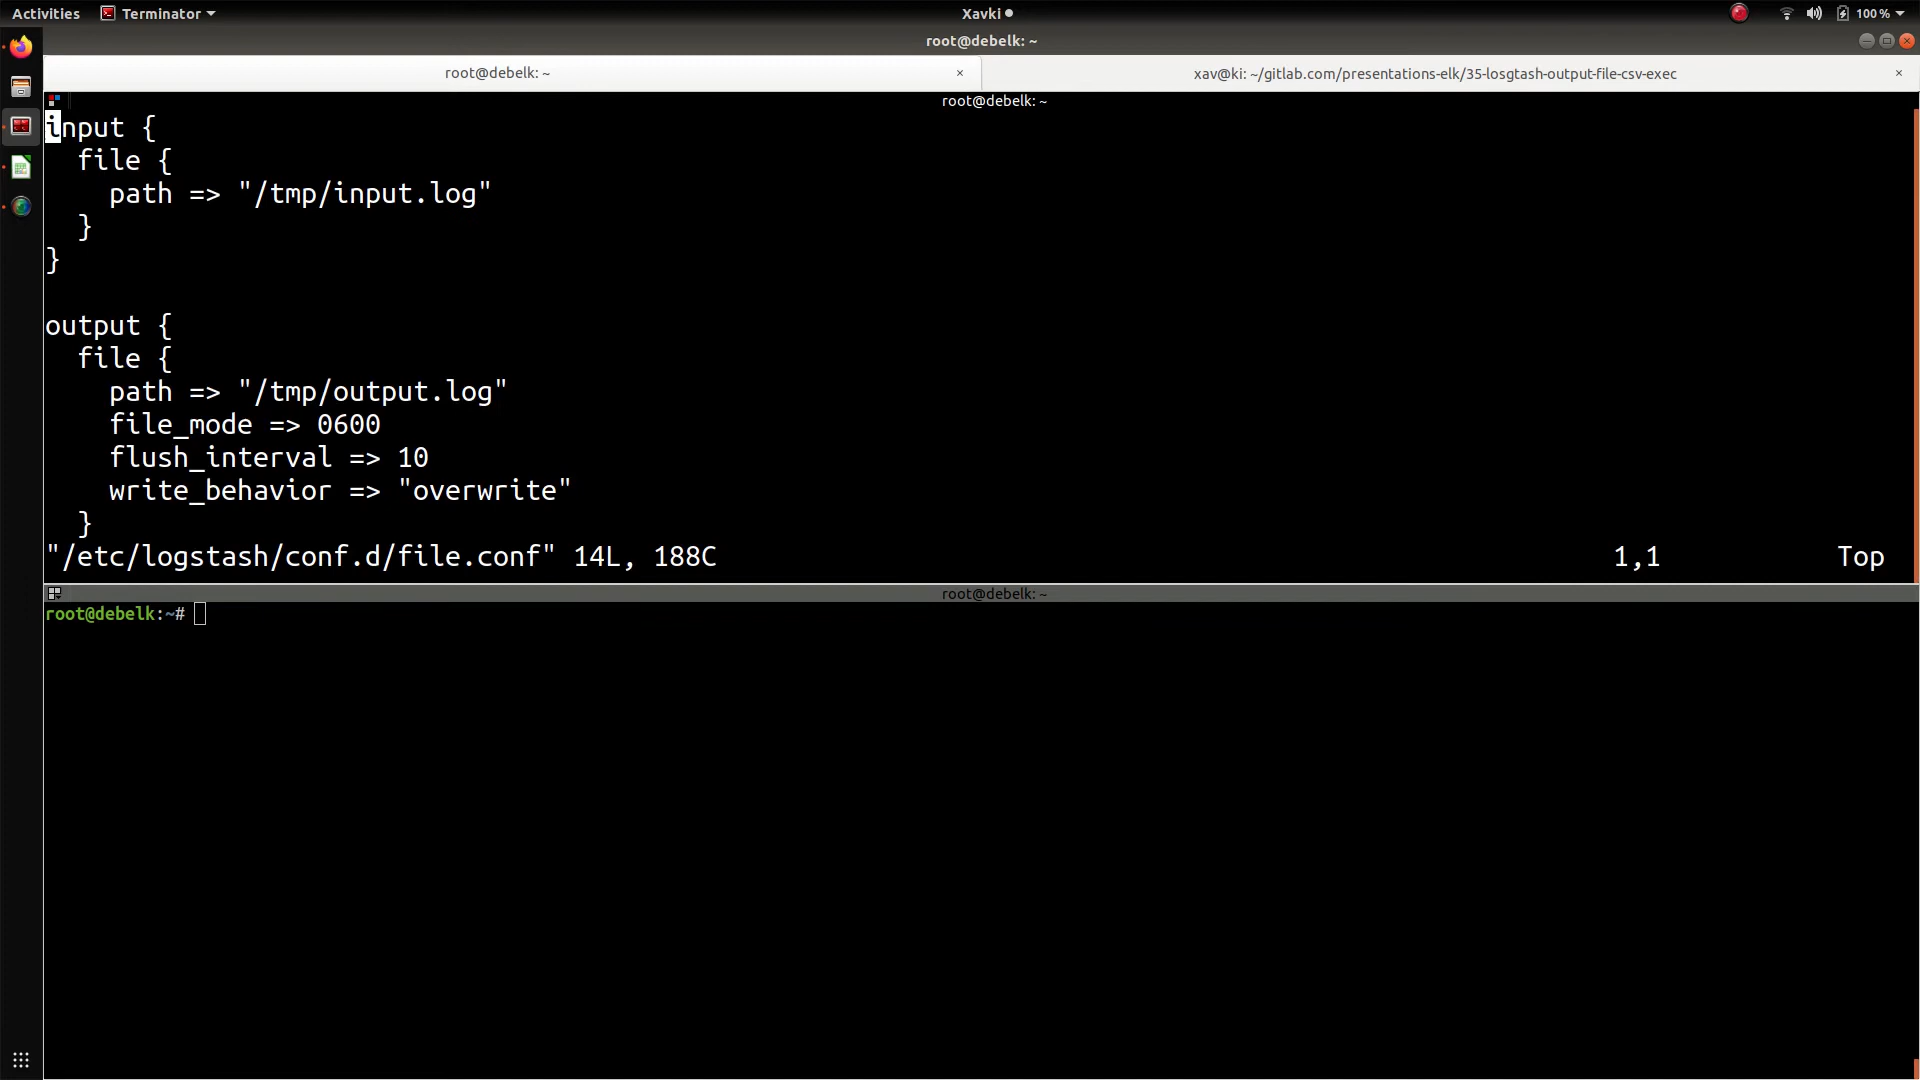 Activities Terminator Xavki 100 %
root@debelk: ~
root@debelk: ~ × xav@ki: ~/gitlab.com/presentations-elk/35-losgtash-output-file-csv-exec ×
root@debelk: ~
input {
  file {
    path => "/tmp/input.log"
  }
}
output {
  file {
    path => "/tmp/output.log"
    file_mode => 0600
    flush_interval => 10
    write_behavior => "overwrite"
  }
"/etc/logstash/conf.d/file.conf" 14L, 188C 1,1 Top
root@debelk: ~
root@debelk:~#